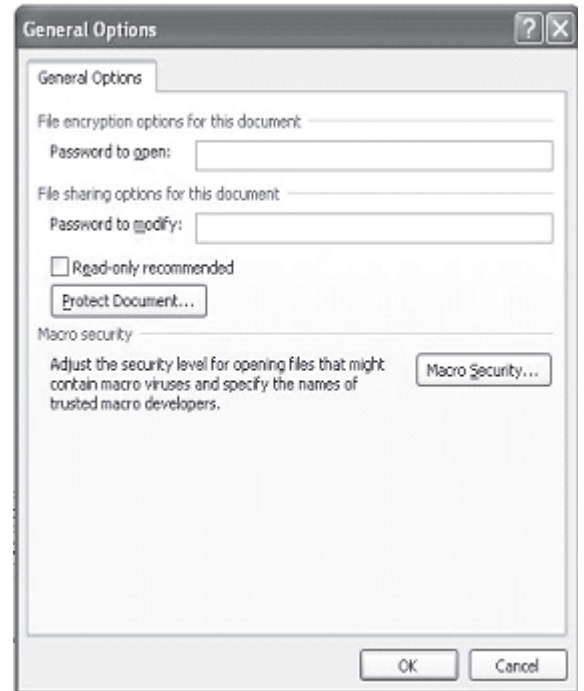 General Options
General Options
File encryption options for this document
Password to open:
File sharing options for this document
Password to modify:
Read-only recommended
Protect Document...
Macro security
Adjust the security level for opening files that might
contain macro viruses and specify the names of
trusted macro developers.
Macro Security...
OK
Cancel